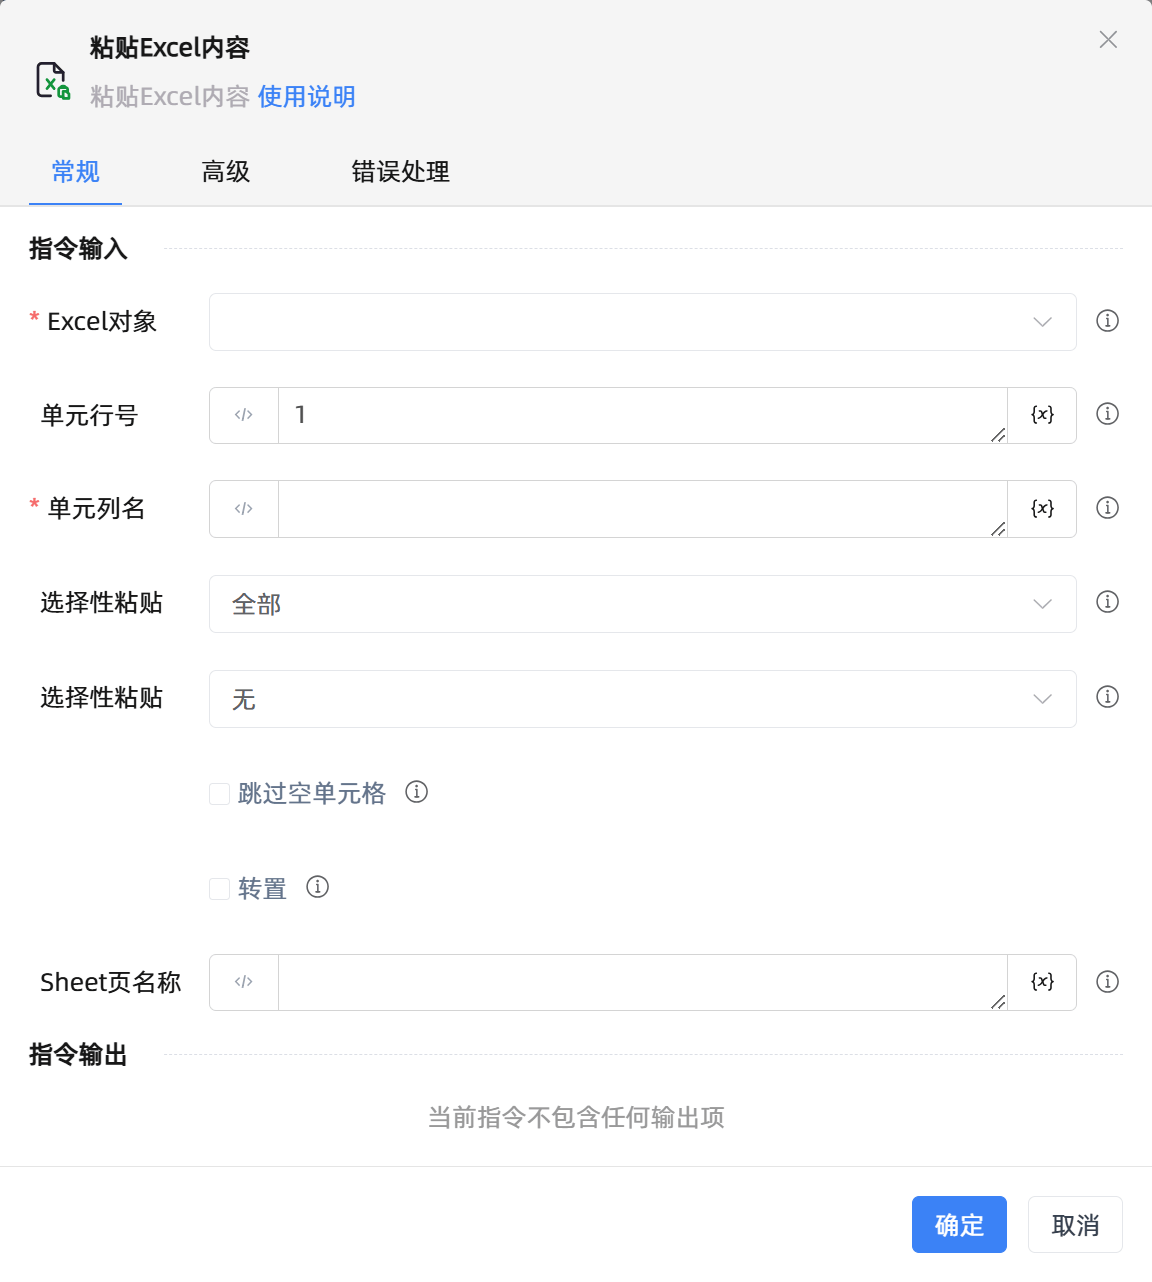 粘贴Excel内容
粘贴Excel内容 使用说明
常规 高级 错误处理
指令输入
* Excel对象
单元行号 </> 1 {x}
* 单元列名 </> {x}
选择性粘贴 全部
选择性粘贴 无
跳过空单元格
转置
Sheet页名称 </> {x}
指令输出
当前指令不包含任何输出项
确定 取消